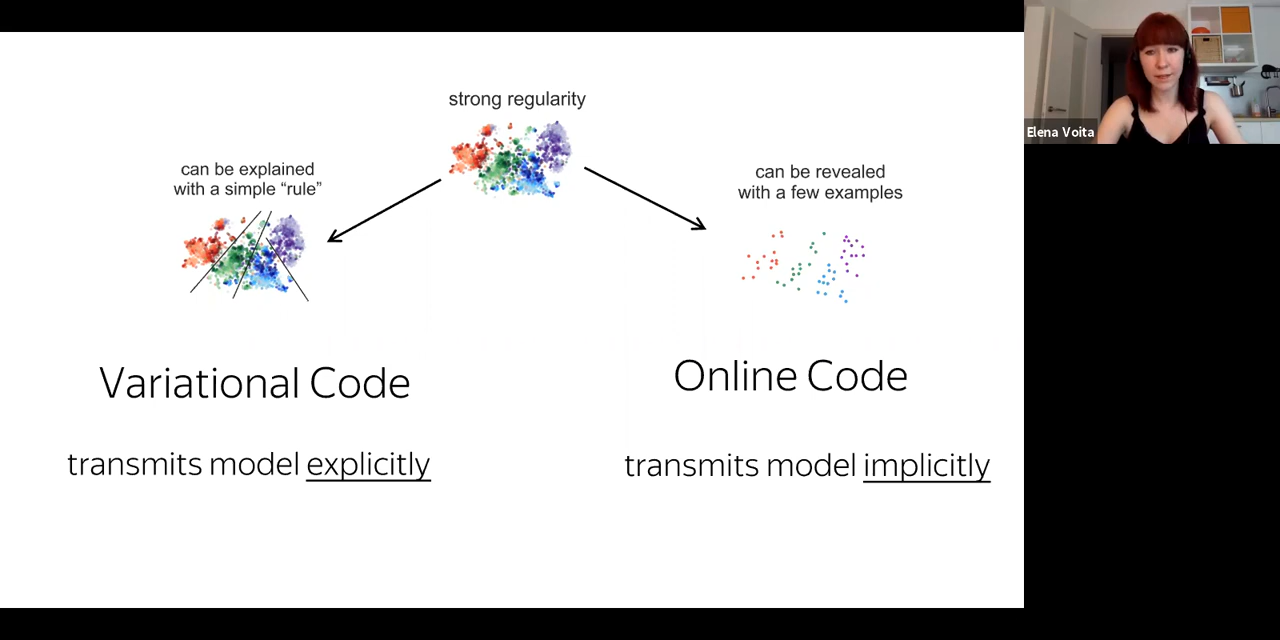 strong regularity
can be explained
with a simple “rule”
can be revealed
with a few examples
Variational Code
Online Code
transmits model explicitly
transmits model implicitly
Elena Voita